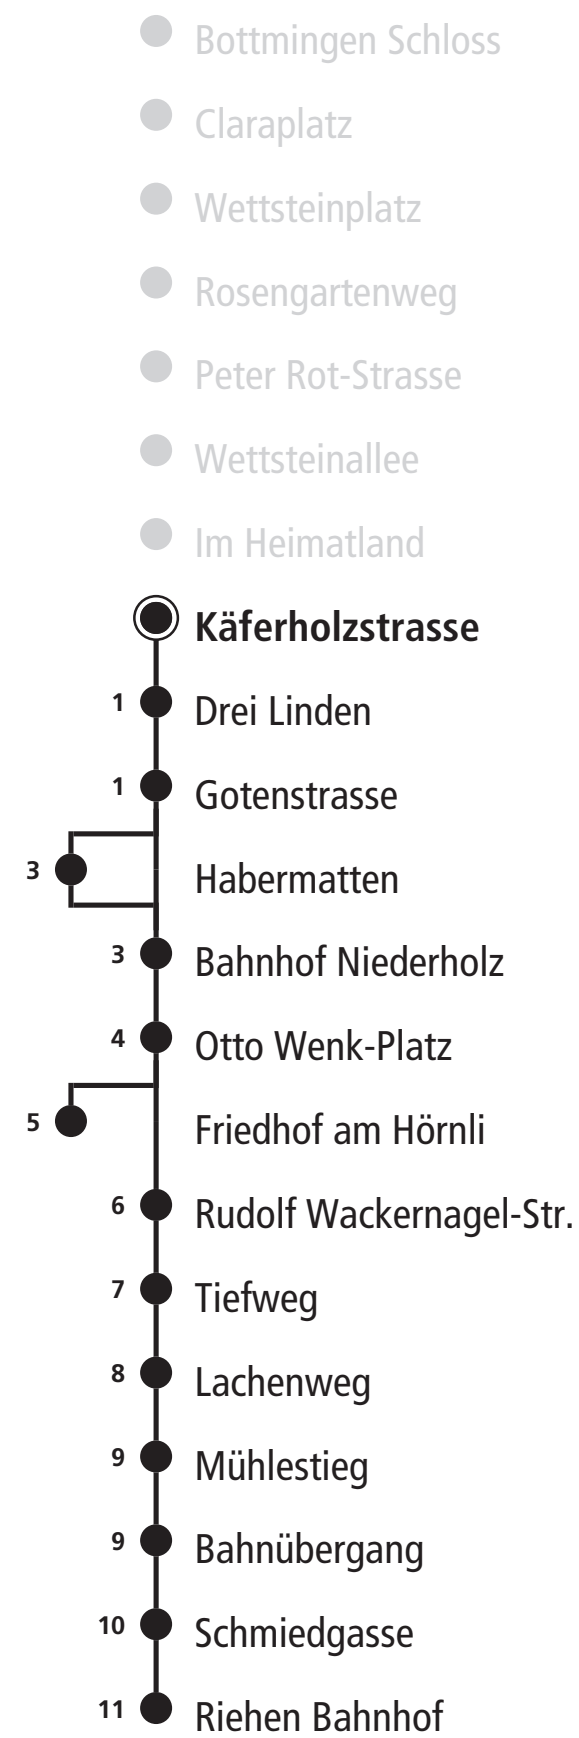 Bottmingen Schloss
Claraplatz
Wettsteinplatz
Rosengartenweg
Peter Rot-Strasse
Wettsteinallee
Im Heimatland
Käferholzstrasse
1 Drei Linden
1 Gotenstrasse
3 Habermatten
3 Bahnhof Niederholz
4 Otto Wenk-Platz
5 Friedhof am Hörnli
6 Rudolf Wackernagel-Str.
7 Tiefweg
8 Lachenweg
9 Mühlestieg
9 Bahnübergang
10 Schmiedgasse
11 Riehen Bahnhof